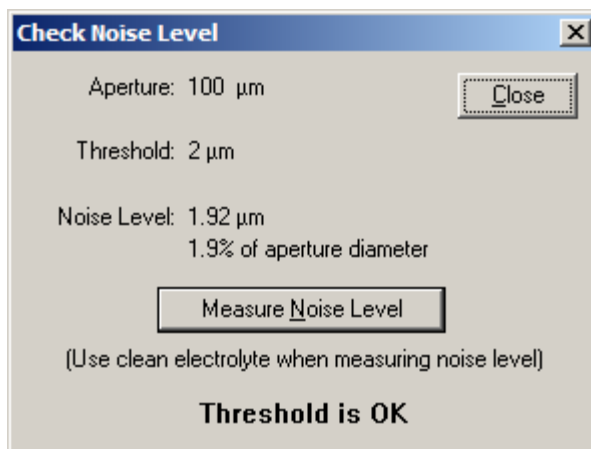 Check Noise Level
Aperture: 100 µm
Close
Threshold: 2 µm
Noise Level: 1.92 µm
1.9% of aperture diameter
Measure Noise Level
(Use clean electrolyte when measuring noise level)
Threshold is OK